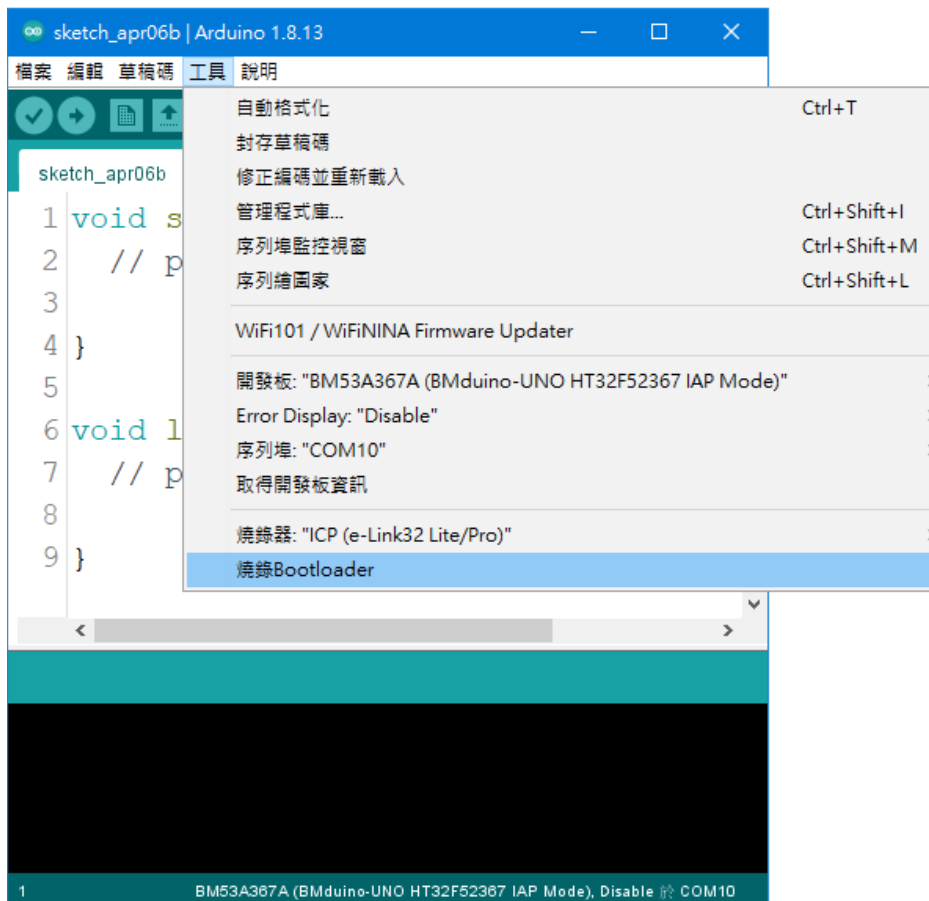 sketch_apr06b | Arduino 1.8.13
檔案 編輯 草稿碼 工具 說明
sketch_apr06b
1 void s
2 // p
3
4 }
5
6 void l
7 // p
8
9 }
自動格式化 Ctrl+T
封存草稿碼
修正編碼並重新載入
管理程式庫... Ctrl+Shift+I
序列埠監控視窗 Ctrl+Shift+M
序列繪圖家 Ctrl+Shift+L
WiFi101 / WiFiNINA Firmware Updater
開發板: "BM53A367A (BMduino-UNO HT32F52367 IAP Mode)"
Error Display: "Disable"
序列埠: "COM10"
取得開發板資訊
燒錄器: "ICP (e-Link32 Lite/Pro)"
燒錄Bootloader
1 BM53A367A (BMduino-UNO HT32F52367 IAP Mode), Disable 於 COM10